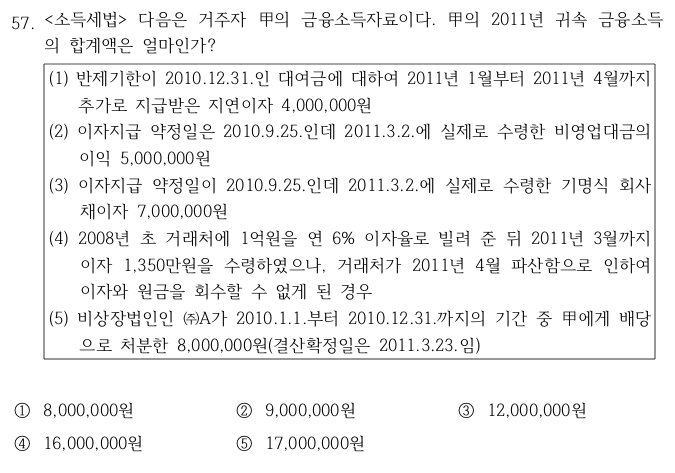 57. <소득세법> 다음은 거주자 甲의 금융소득자료이다. 甲의 2011년 귀속 금융소득
의 합계액은 얼마인가?
(1) 반제기한이 2010.12.31.인 대여금에 대하여 2011년 1월부터 2011년 4월까지
추가로 지급받은 지연이자 4,000,000원
(2) 이자지급 약정일은 2010.9.25.인데 2011.3.2.에 실제로 수령한 비영업대금의
이익 5,000,000원
(3) 이자지급 약정일이 2010.9.25.인데 2011.3.2.에 실제로 수령한 기명식 회사
채이자 7,000,000원
(4) 2008년 초 거래처에 1억원을 연 6% 이자율로 빌려 준 뒤 2011년 3월까지
이자 1,350만원을 수령하였으나, 거래처가 2011년 4월 파산함으로 인하여
이자와 원금을 회수할 수 없게 된 경우
(5) 비상장법인인 ㈜A가 2010.1.1.부터 2010.12.31.까지의 기간 중 甲에게 배당
으로 처분한 8,000,000원(결산확정일은 2011.3.23.임)
① 8,000,000원 ② 9,000,000원 ③ 12,000,000원
④ 16,000,000원 ⑤ 17,000,000원